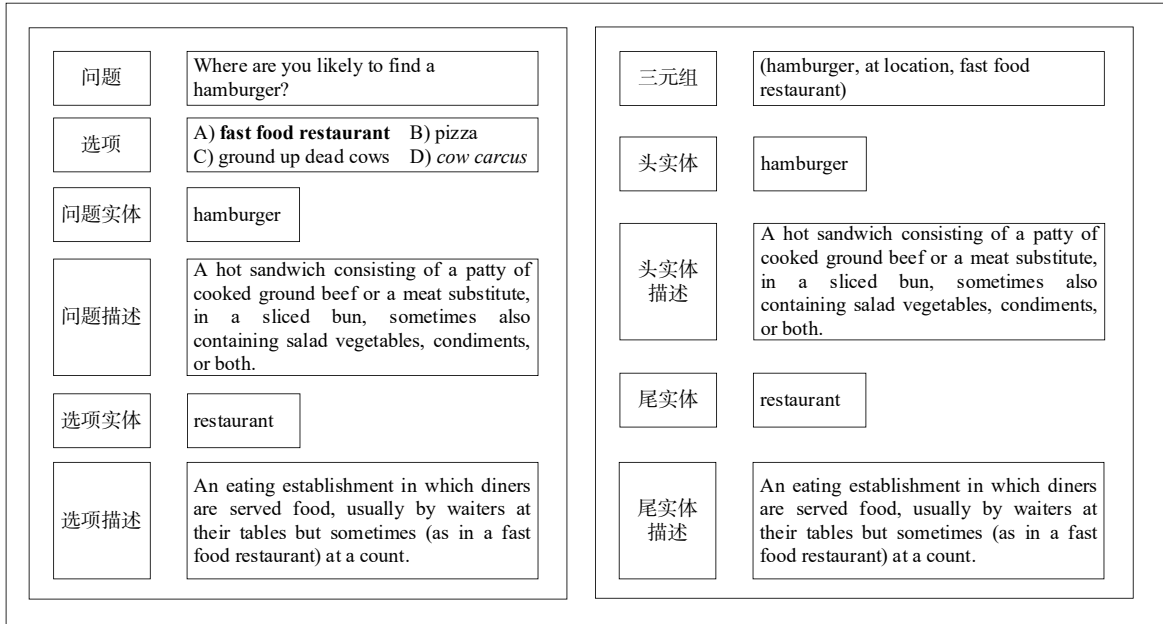 问题
Where are you likely to find a
hamburger?
选项
A) fast food restaurant B) pizza
C) ground up dead cows D) cow carcus
问题实体
hamburger
问题描述
A hot sandwich consisting of a patty of
cooked ground beef or a meat substitute,
in a sliced bun, sometimes also
containing salad vegetables, condiments,
or both.
选项实体
restaurant
选项描述
An eating establishment in which diners
are served food, usually by waiters at
their tables but sometimes (as in a fast
food restaurant) at a count.
三元组
(hamburger, at location, fast food
restaurant)
头实体
hamburger
头实体
描述
A hot sandwich consisting of a patty of
cooked ground beef or a meat substitute,
in a sliced bun, sometimes also
containing salad vegetables, condiments,
or both.
尾实体
restaurant
尾实体
描述
An eating establishment in which diners
are served food, usually by waiters at
their tables but sometimes (as in a fast
food restaurant) at a count.